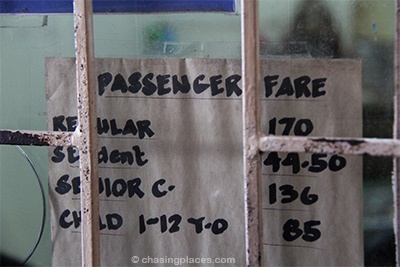 PASSENGER FARE
REGULAR 170
Student 44.50
SENIOR C. 136
CHILD 1-12 Y.O 85
© chasingplaces.com